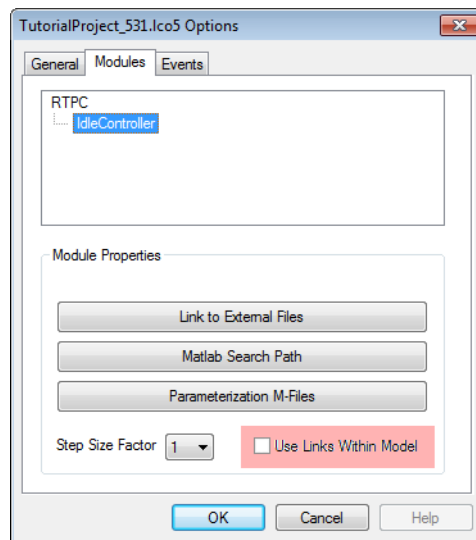 TutorialProject_531.lco5 Options
General Modules Events
RTPC
IdleController
Module Properties
Link to External Files
Matlab Search Path
Parameterization M-Files
Step Size Factor 1 Use Links Within Model
OK Cancel Help